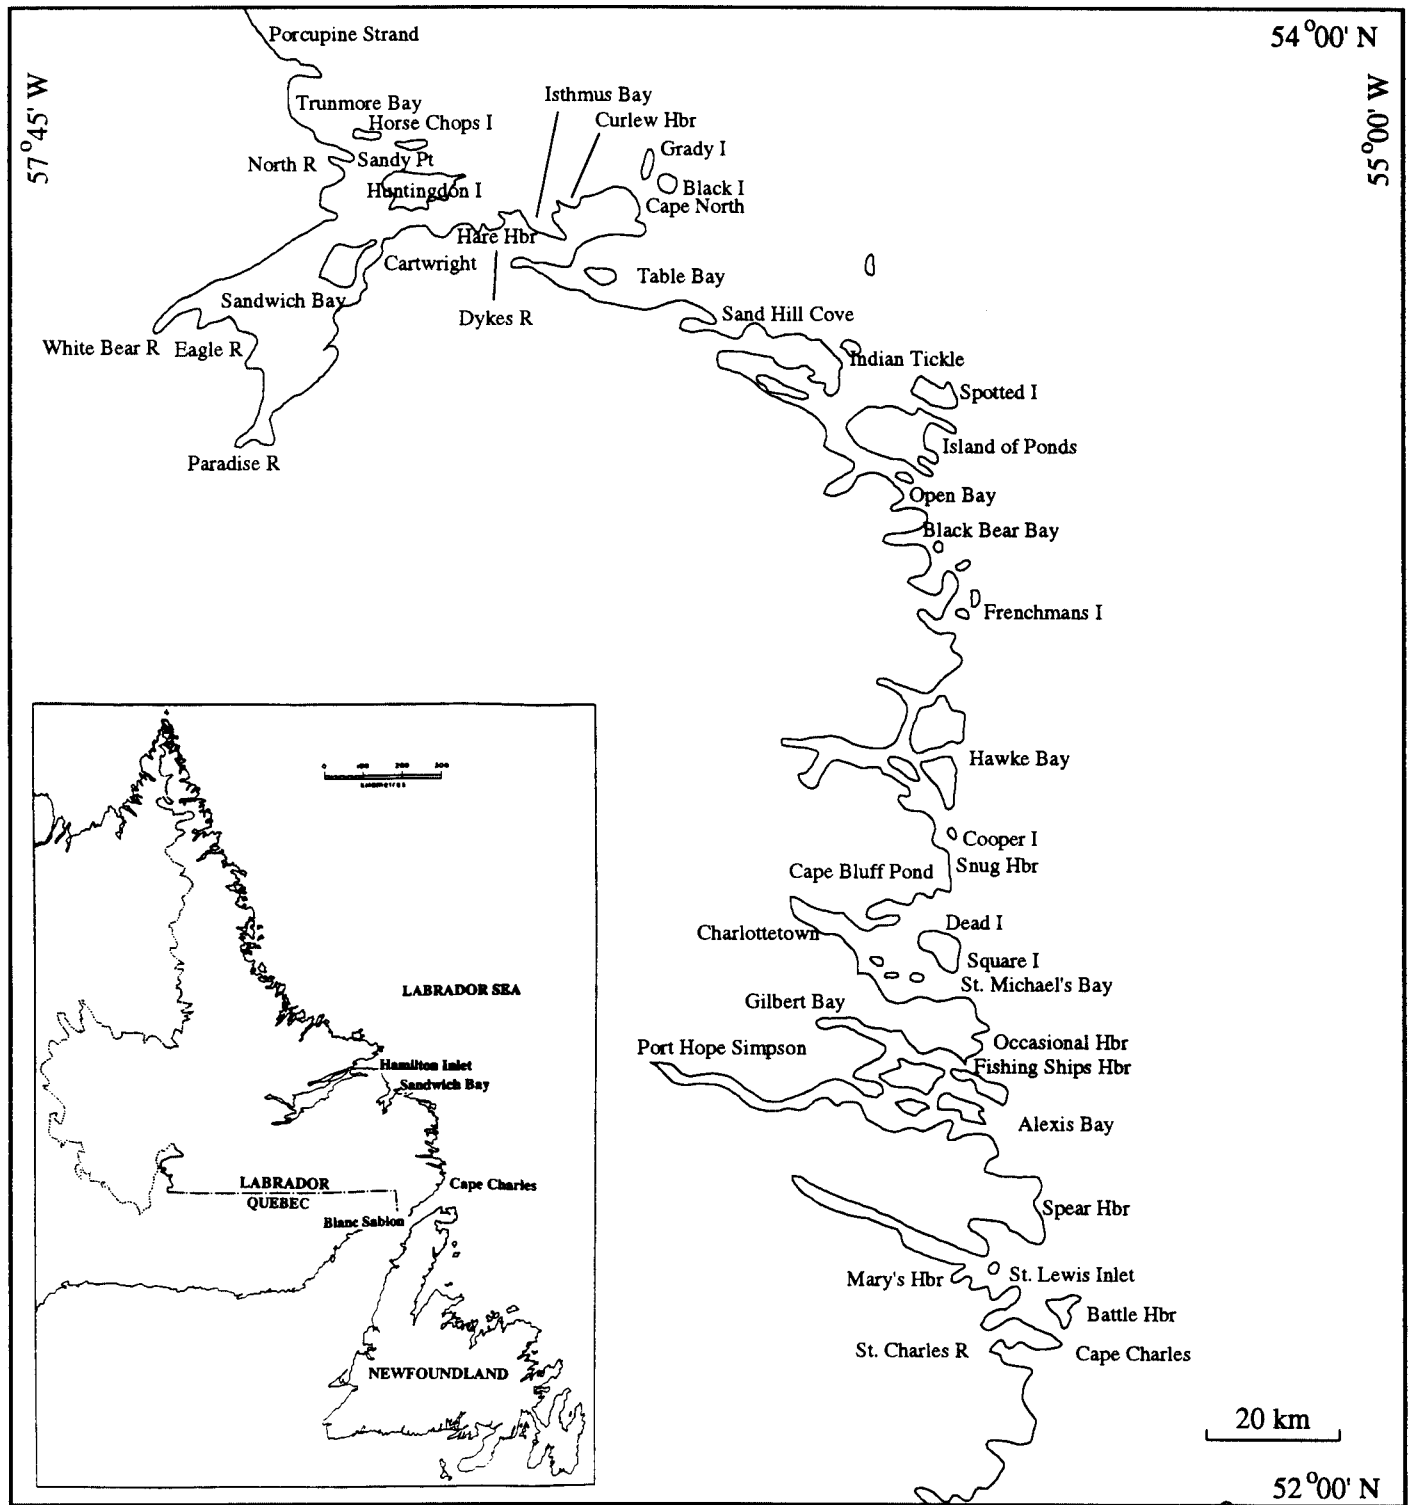 Porcupine Strand
54°00' N
57°45' W
55°00' W
Isthmus Bay
Trunmore Bay
Curlew Hbr
Horse Chops I
Grady I
North R
Sandy Pt
Huntingdon I
Black I
Cape North
Hare Hbr
Cartwright
Table Bay
Sandwich Bay
Dykes R
Sand Hill Cove
White Bear R
Eagle R
Indian Tickle
Spotted I
Island of Ponds
Paradise R
Open Bay
Black Bear Bay
Frenchmans I
Hawke Bay
Cooper I
Snug Hbr
Cape Bluff Pond
Dead I
Charlottetown
Square I
St. Michael's Bay
Gilbert Bay
Occasional Hbr
Port Hope Simpson
Fishing Ships Hbr
Alexis Bay
Spear Hbr
Mary's Hbr
St. Lewis Inlet
Battle Hbr
St. Charles R
Cape Charles
20 km
52°00' N
0 100 200 300
kilometres
LABRADOR SEA
Hamilton Inlet
Sandwich Bay
LABRADOR
QUEBEC
Cape Charles
Blanc Sablon
NEWFOUNDLAND